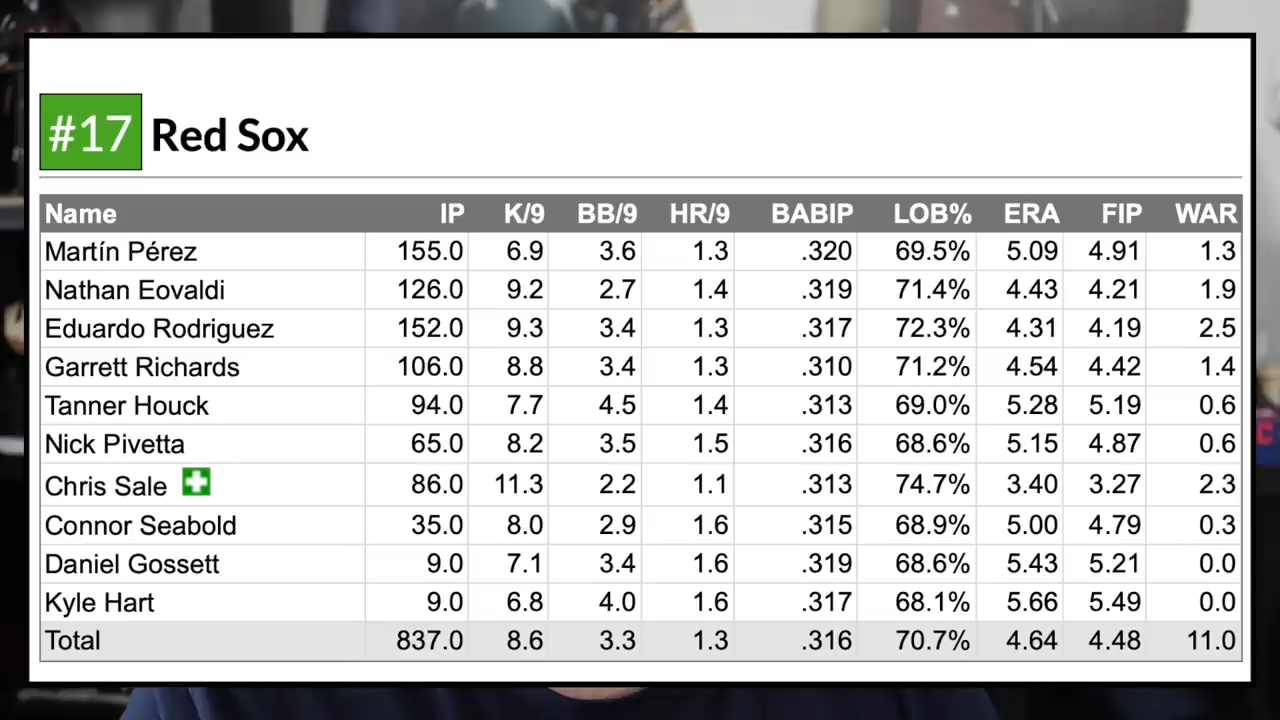 #17 Red Sox
Name IP K/9 BB/9 HR/9 BABIP LOB% ERA FIP WAR
Martín Pérez 155.0 6.9 3.6 1.3 .320 69.5% 5.09 4.91 1.3
Nathan Eovaldi 126.0 9.2 2.7 1.4 .319 71.4% 4.43 4.21 1.9
Eduardo Rodriguez 152.0 9.3 3.4 1.3 .317 72.3% 4.31 4.19 2.5
Garrett Richards 106.0 8.8 3.4 1.3 .310 71.2% 4.54 4.42 1.4
Tanner Houck 94.0 7.7 4.5 1.4 .313 69.0% 5.28 5.19 0.6
Nick Pivetta 65.0 8.2 3.5 1.5 .316 68.6% 5.15 4.87 0.6
Chris Sale 86.0 11.3 2.2 1.1 .313 74.7% 3.40 3.27 2.3
Connor Seabold 35.0 8.0 2.9 1.6 .315 68.9% 5.00 4.79 0.3
Daniel Gossett 9.0 7.1 3.4 1.6 .319 68.6% 5.43 5.21 0.0
Kyle Hart 9.0 6.8 4.0 1.6 .317 68.1% 5.66 5.49 0.0
Total 837.0 8.6 3.3 1.3 .316 70.7% 4.64 4.48 11.0